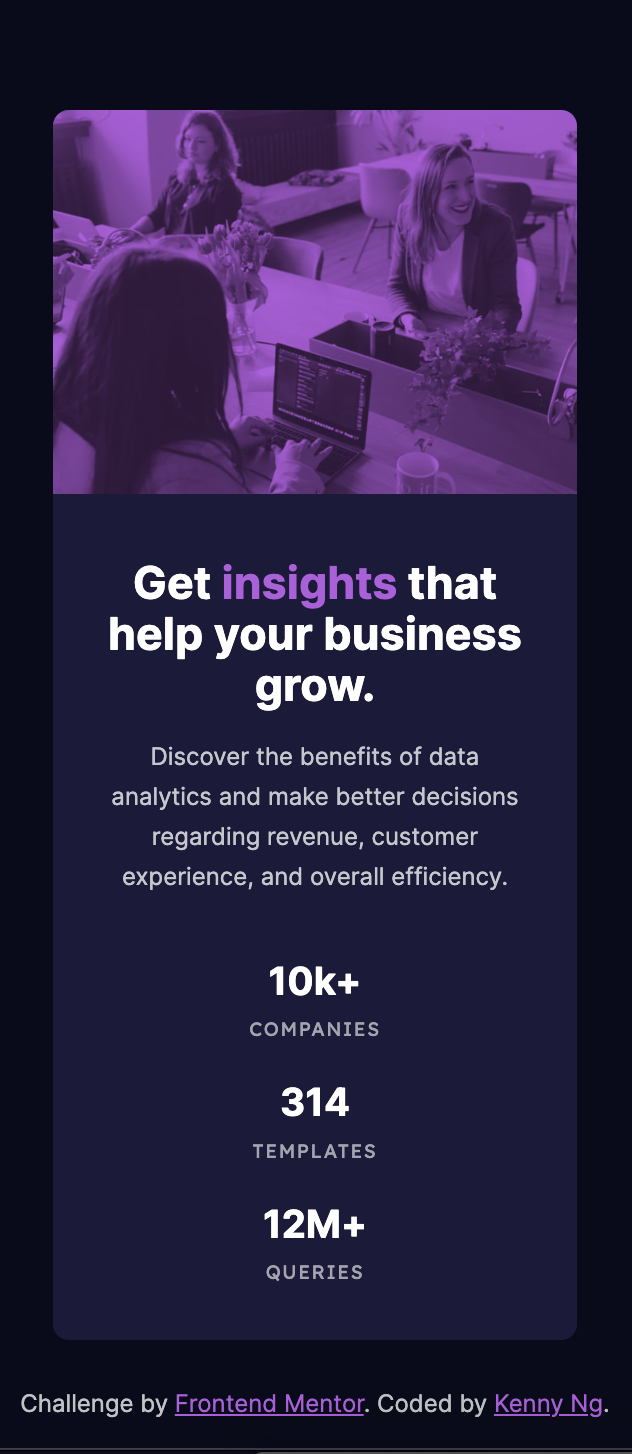 Get insights that
help your business
grow.
Discover the benefits of data
analytics and make better decisions
regarding revenue, customer
experience, and overall efficiency.
10k+
COMPANIES
314
TEMPLATES
12M+
QUERIES
Challenge by Frontend Mentor. Coded by Kenny Ng.